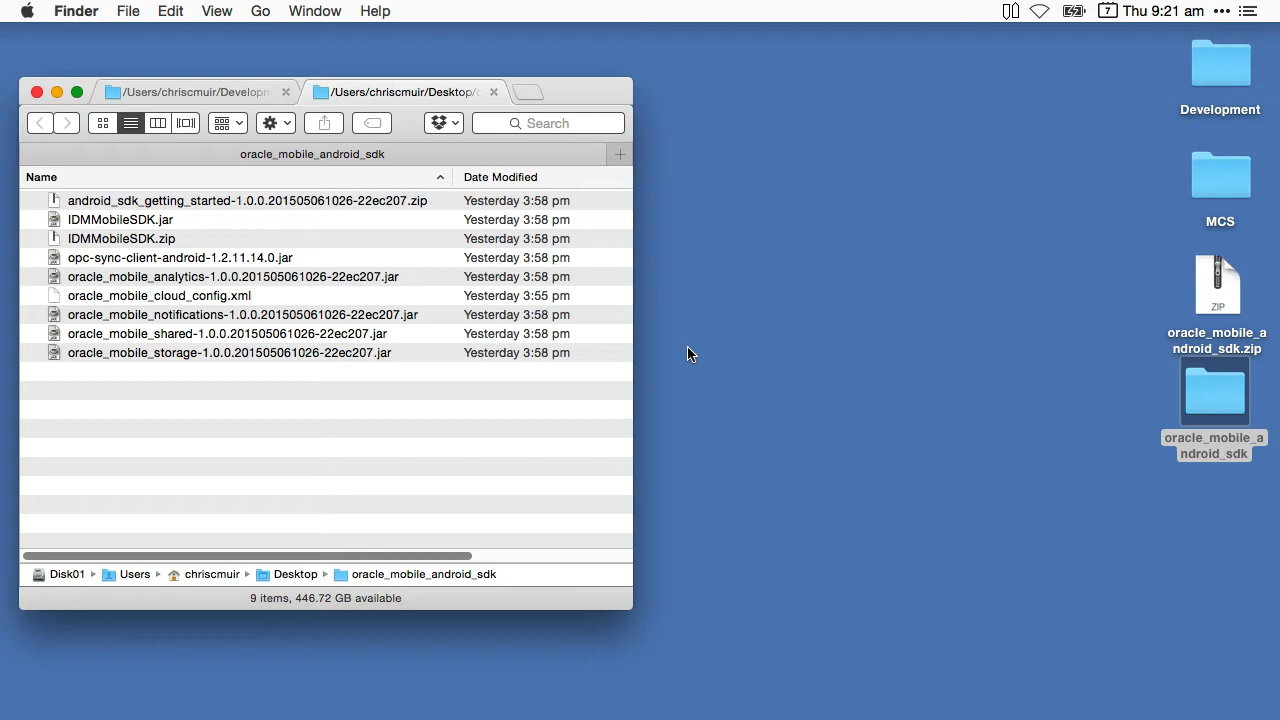 Finder File Edit View Go Window Help
7 Thu 9:21 am
/Users/chriscmuir/Developm
/Users/chriscmuir/Desktop/
Search
oracle_mobile_android_sdk
Name Date Modified
android_sdk_getting_started-1.0.0.201505061026-22ec207.zip Yesterday 3:58 pm
IDMMobileSDK.jar Yesterday 3:58 pm
IDMMobileSDK.zip Yesterday 3:58 pm
opc-sync-client-android-1.2.11.14.0.jar Yesterday 3:58 pm
oracle_mobile_analytics-1.0.0.201505061026-22ec207.jar Yesterday 3:58 pm
oracle_mobile_cloud_config.xml Yesterday 3:55 pm
oracle_mobile_notifications-1.0.0.201505061026-22ec207.jar Yesterday 3:58 pm
oracle_mobile_shared-1.0.0.201505061026-22ec207.jar Yesterday 3:58 pm
oracle_mobile_storage-1.0.0.201505061026-22ec207.jar Yesterday 3:58 pm
Disk01 Users chriscmuir Desktop oracle_mobile_android_sdk
9 items, 446.72 GB available
Development
MCS
ZIP
oracle_mobile_a
ndroid_sdk.zip
oracle_mobile_a
ndroid_sdk